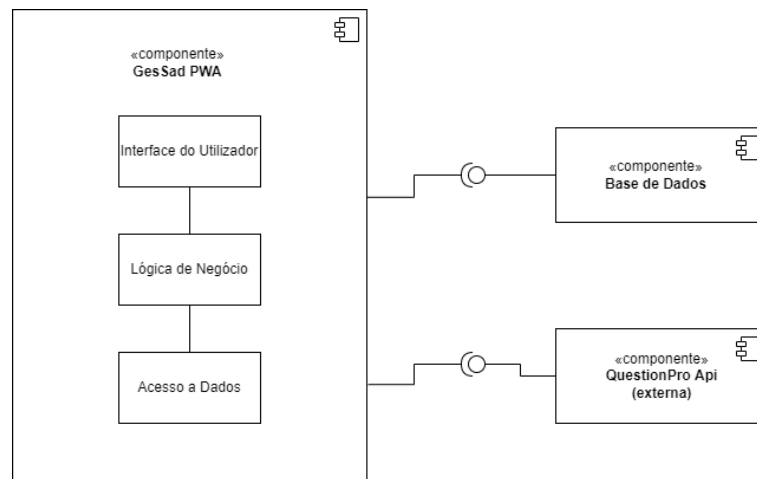 «componente»
GesSad PWA
Interface do Utilizador
Lógica de Negócio
Acesso a Dados
«componente»
Base de Dados
«componente»
QuestionPro Api
(externa)